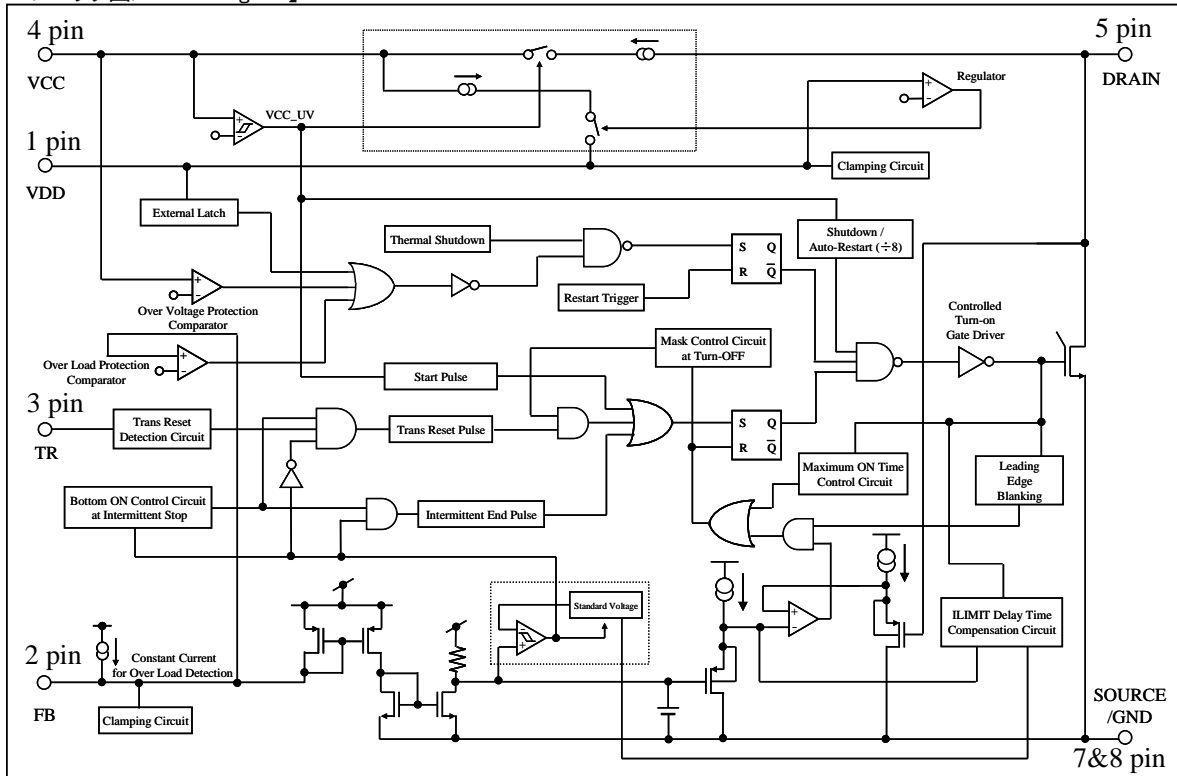 4 pin
VCC
5 pin
DRAIN
Regulator
VCC_UV
1 pin
VDD
Clamping Circuit
External Latch
Thermal Shutdown
Shutdown /
Auto-Restart (÷8)
S Q
R Q̅
Restart Trigger
Over Voltage Protection
Comparator
Controlled
Turn-on
Gate Driver
Mask Control Circuit
at Turn-OFF
Over Load Protection
Comparator
Start Pulse
3 pin
TR
Trans Reset
Detection Circuit
Trans Reset Pulse
S Q
R Q̅
Maximum ON Time
Control Circuit
Leading
Edge
Blanking
Bottom ON Control Circuit
at Intermittent Stop
Intermittent End Pulse
Standard Voltage
ILIMIT Delay Time
Compensation Circuit
2 pin
FB
Constant Current
for Over Load Detection
Clamping Circuit
SOURCE
/GND
7&8 pin